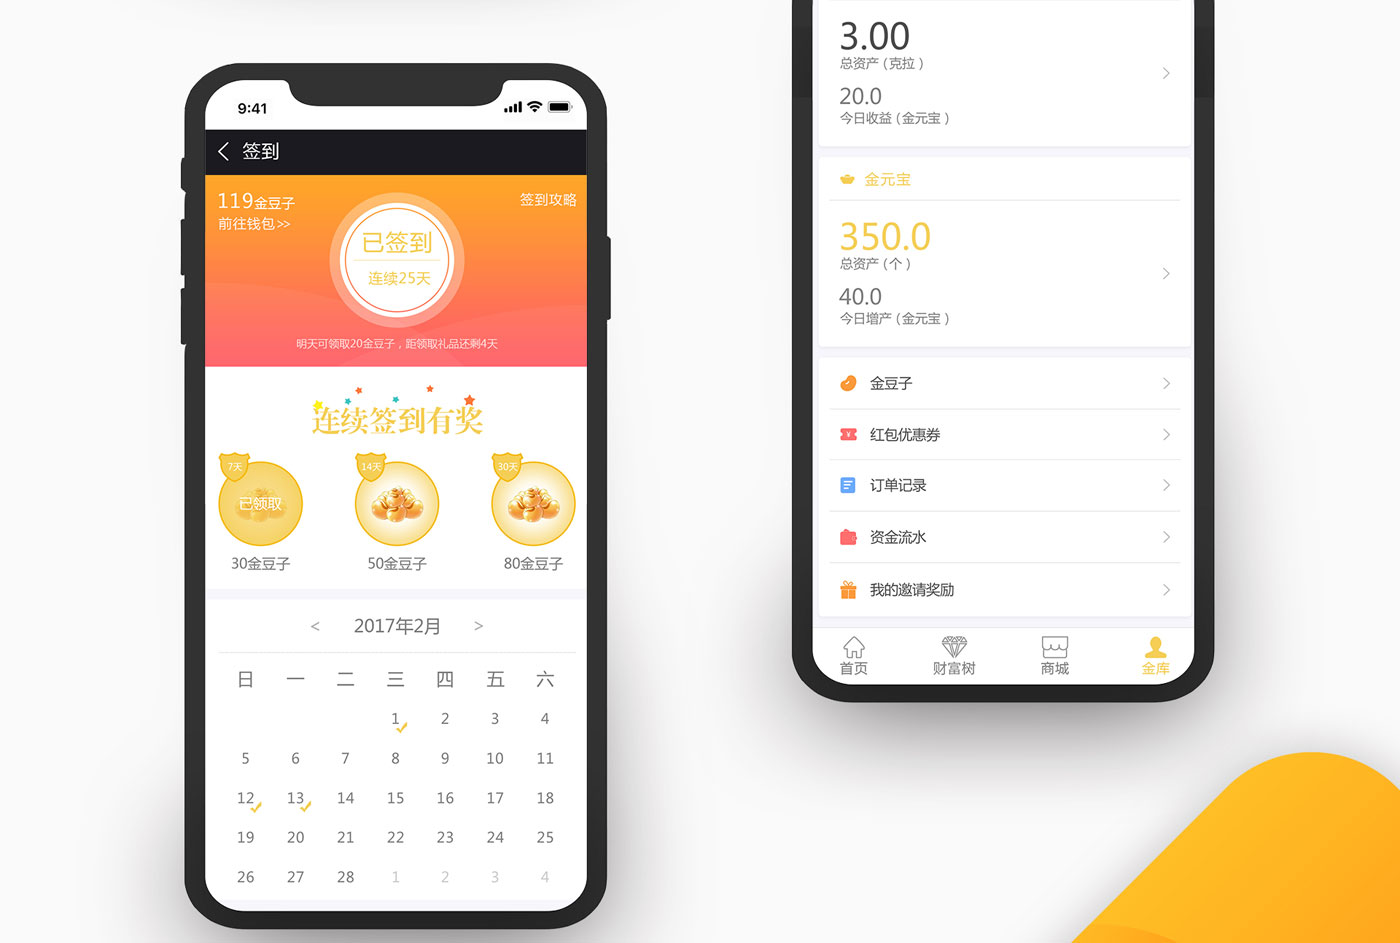 9:41
签到
119金豆子
前往钱包>>
签到攻略
已签到
连续25天
明天可领取20金豆子，距领取礼品还剩4天
连续签到有奖
7天
14天
30天
已领取
30金豆子
50金豆子
80金豆子
< 2017年2月 >
日 一 二 三 四 五 六
1 2 3 4
5 6 7 8 9 10 11
12 13 14 15 16 17 18
19 20 21 22 23 24 25
26 27 28 1 2 3 4
3.00
总资产（克拉）
20.0
今日收益（金元宝）
金元宝
350.0
总资产（个）
40.0
今日增产（金元宝）
金豆子
¥
红包优惠券
订单记录
资金流水
我的邀请奖励
首页
财富树
商城
金库